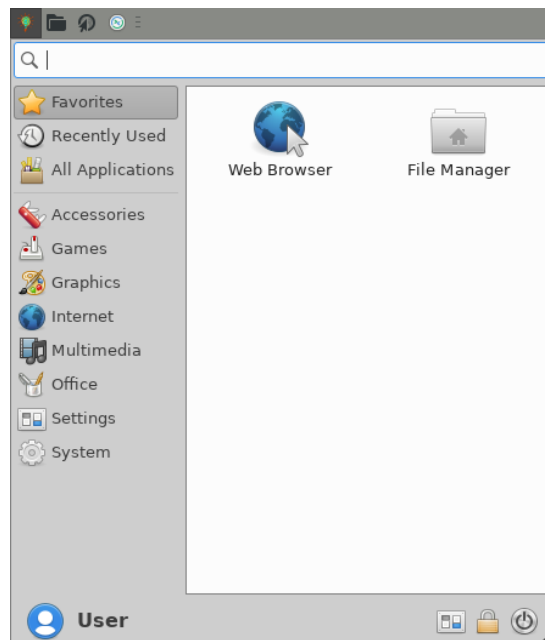 Favorites
Recently Used
All Applications
Accessories
Games
Graphics
Internet
Multimedia
Office
Settings
System
Web Browser
File Manager
User